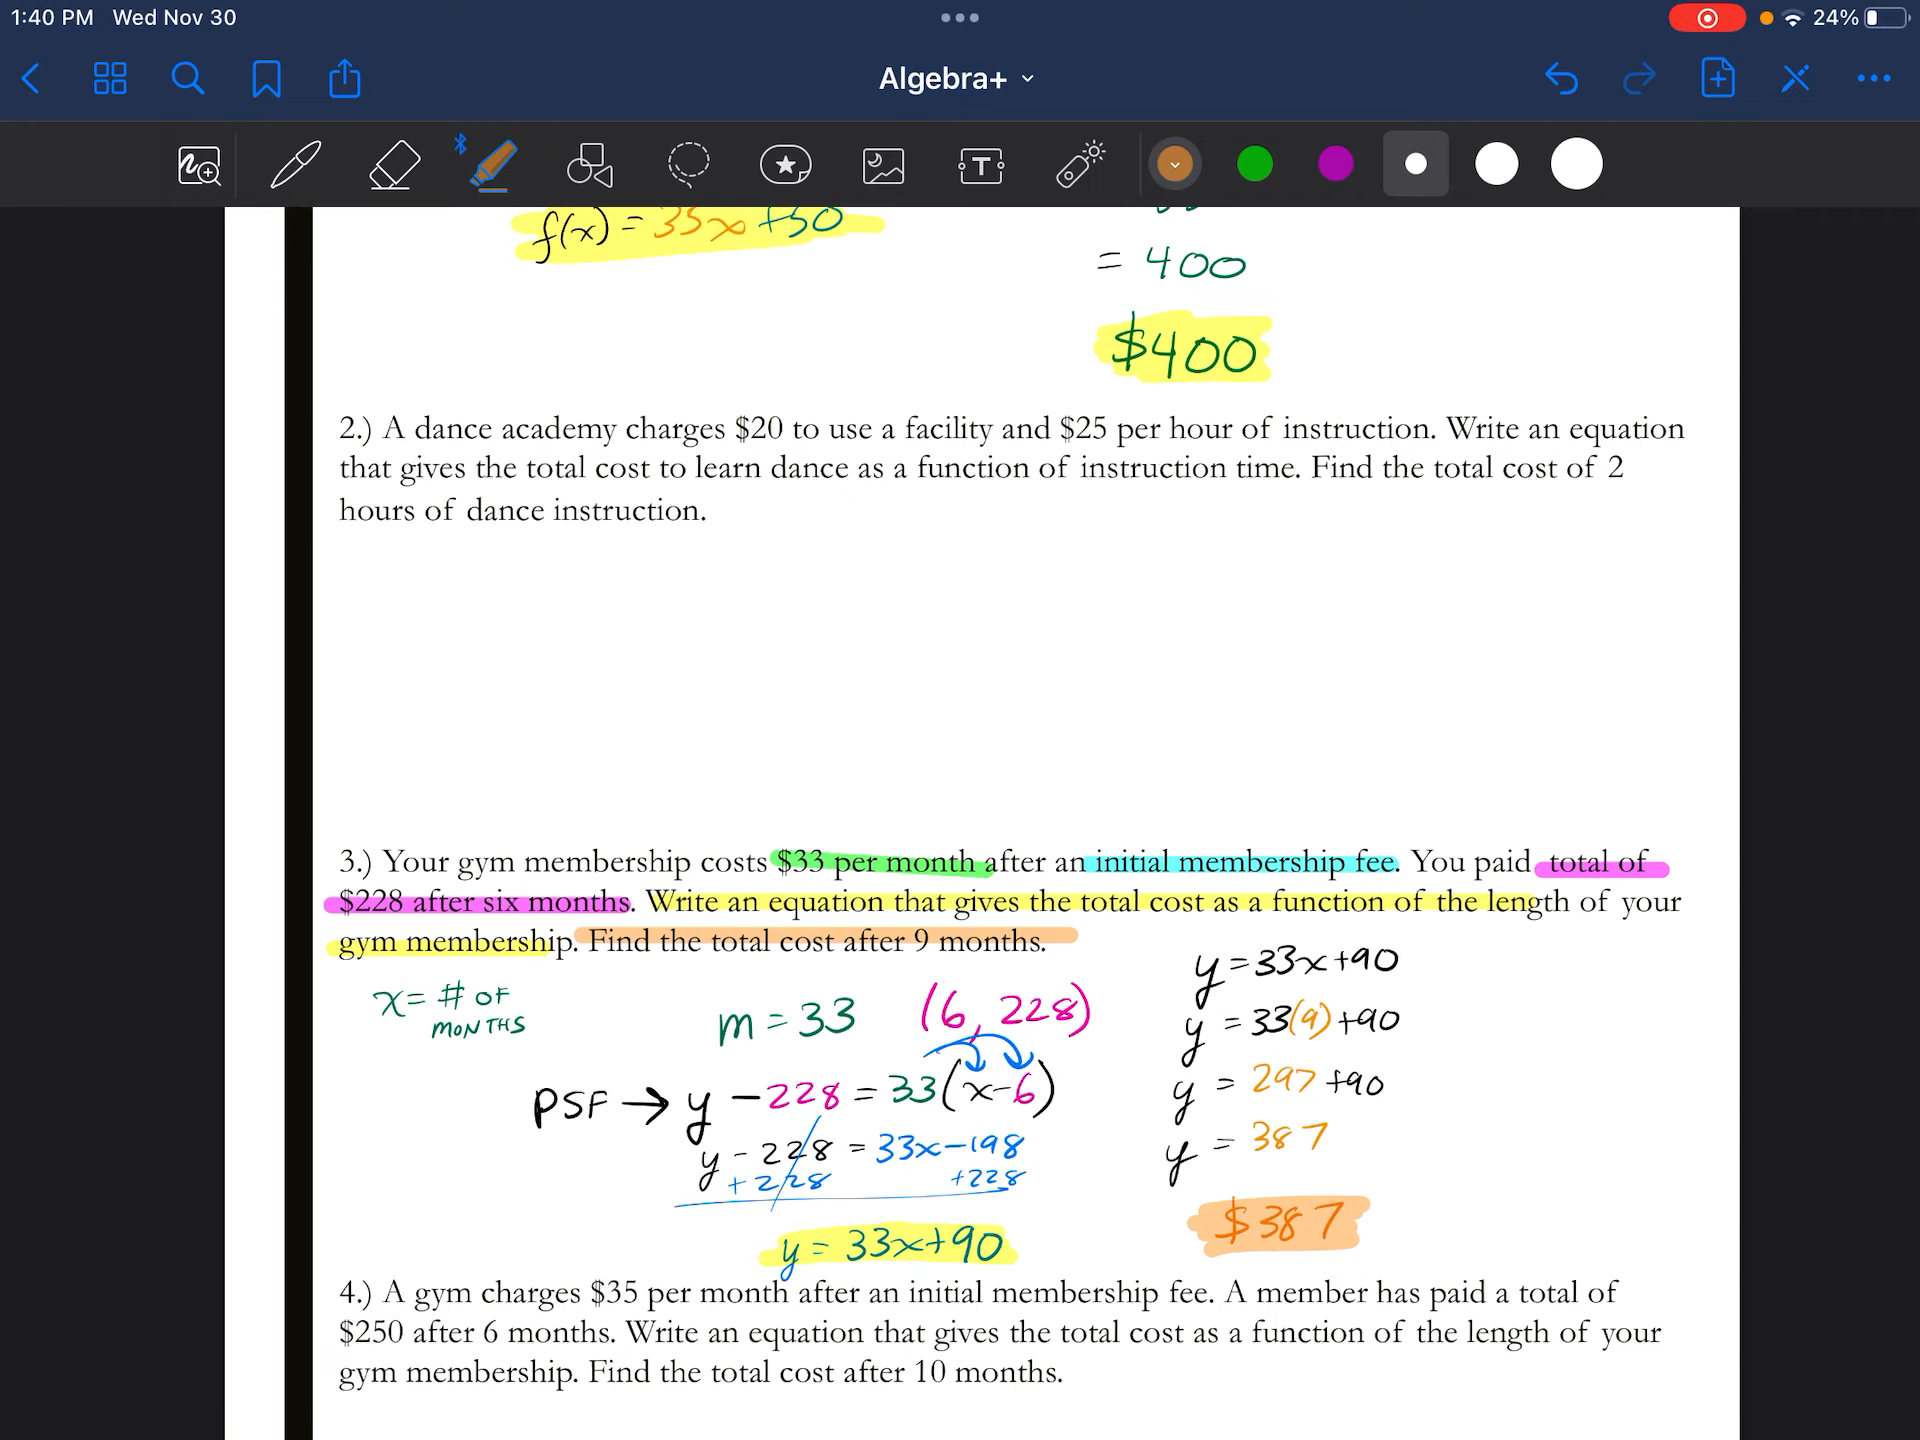 1:40 PM Wed Nov 30
24%
Algebra+
T
f(x) = 35x +50
= 400
$400
2.) A dance academy charges $20 to use a facility and $25 per hour of instruction. Write an equation
that gives the total cost to learn dance as a function of instruction time. Find the total cost of 2
hours of dance instruction.
3.) Your gym membership costs $33 per month after an initial membership fee. You paid total of
$228 after six months. Write an equation that gives the total cost as a function of the length of your
gym membership. Find the total cost after 9 months.
x = # OF
MONTHS
m = 33 (6, 228)
PSF → y - 228 = 33(x-6)
y - 228 = 33x-198
+228 +228
y = 33x+90
y = 33x+90
y = 33(9)+90
y = 297 +90
y = 387
$387
4.) A gym charges $35 per month after an initial membership fee. A member has paid a total of
$250 after 6 months. Write an equation that gives the total cost as a function of the length of your
gym membership. Find the total cost after 10 months.